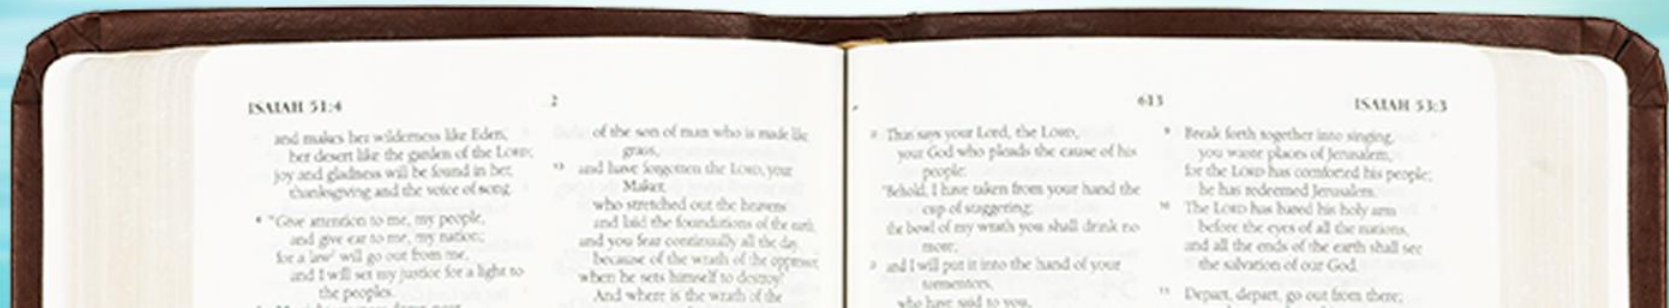 ISAIAH 51:4
and makes her wilderness like Eden,
her desert like the garden of the LORD;
joy and gladness will be found in her,
thanksgiving and the voice of song.
4 "Give attention to me, my people,
and give ear to me, my nation;
for a law will go out from me,
and I will set my justice for a light to
the peoples.
2
of the son of man who is made like
grass,
13 and have forgotten the LORD, your
Maker,
who stretched out the heavens
and laid the foundations of the earth,
and you fear continually all the day
because of the wrath of the oppressor,
when he sets himself to destroy?
And where is the wrath of the
613
Thus says your Lord, the LORD,
your God who pleads the cause of his
people:
"Behold, I have taken from your hand the
cup of staggering;
the bowl of my wrath you shall drink no
more;
and I will put it into the hand of your
tormentors,
who have said to you,
ISAIAH 53:3
9 Break forth together into singing,
you waste places of Jerusalem,
for the LORD has comforted his people;
he has redeemed Jerusalem.
10 The LORD has bared his holy arm
before the eyes of all the nations,
and all the ends of the earth shall see
the salvation of our God.
11 Depart, depart, go out from there;